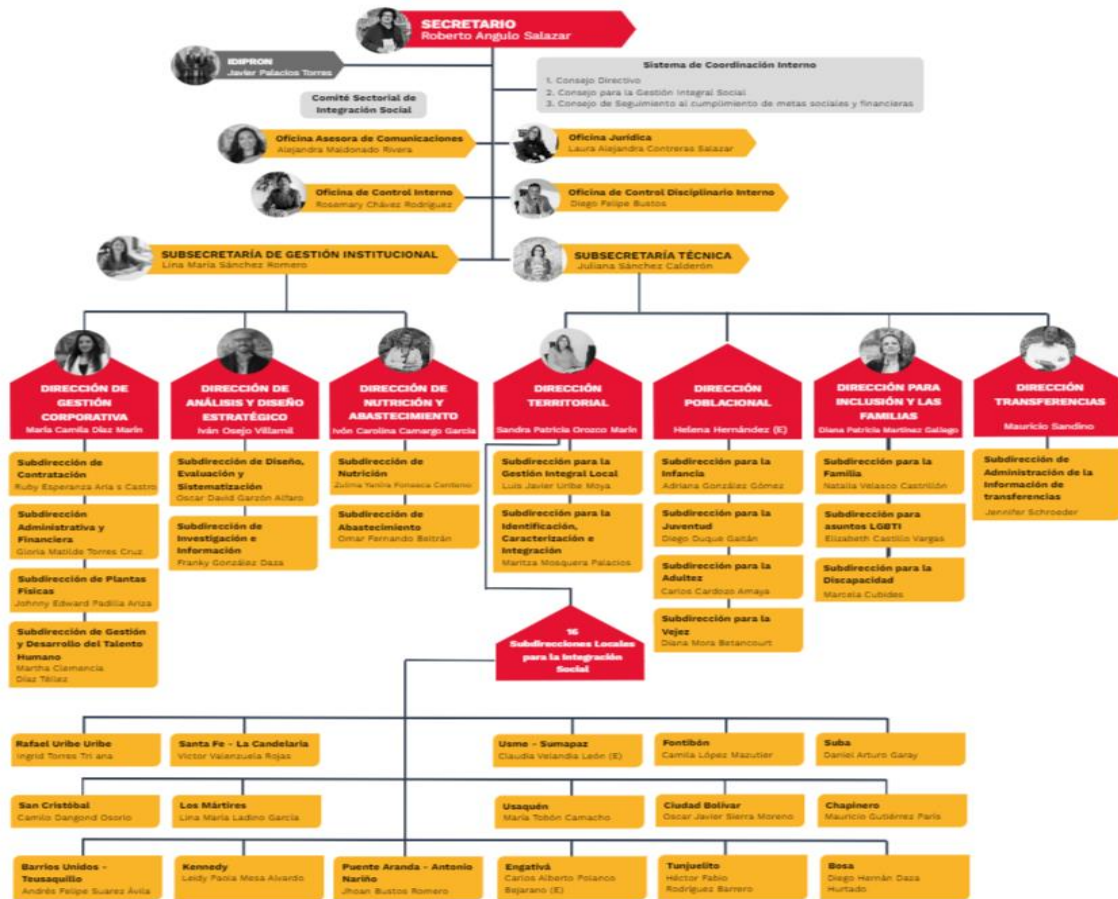 SECRETARIO
Roberto Angulo Salazar
IDIPRON
Javier Palacios Torres
Sistema de Coordinación Interno
1. Consejo Directivo
2. Consejo para la Gestión Integral Social
3. Consejo de Seguimiento al cumplimiento de metas sociales y financieras
Comité Sectorial de
Integración Social
Oficina Asesora de Comunicaciones
Alejandra Maldonado Rivera
Oficina Jurídica
Laura Alejandra Contreras Salazar
Oficina de Control Interno
Rosemary Chávez Rodríguez
Oficina de Control Disciplinario Interno
Diego Felipe Bustos
SUBSECRETARÍA DE GESTIÓN INSTITUCIONAL
Lina María Sánchez Romero
SUBSECRETARÍA TÉCNICA
Juliana Sánchez Calderón
DIRECCIÓN DE
GESTIÓN
CORPORATIVA
María Camila Díaz Marín
Subdirección de
Contratación
Ruby Esperanza Aria s Castro
Subdirección
Administrativa y
Financiera
Gloria Matilde Torres Cruz
Subdirección de Plantas
Físicas
Johnny Edward Padilla Ariza
Subdirección de Gestión
y Desarrollo del Talento
Humano
Martha Clemencia
Díaz Téllez
DIRECCIÓN DE
ANÁLISIS Y DISEÑO
ESTRATÉGICO
Iván Osejo Villamil
Subdirección de Diseño,
Evaluación y
Sistematización
Oscar David Garzón Alfaro
Subdirección de
Investigación e
Información
Franky González Daza
DIRECCIÓN DE
NUTRICIÓN Y
ABASTECIMIENTO
Ivón Carolina Camargo Garcia
Subdirección de
Nutrición
Zulma Yanira Fonseca Centeno
Subdirección de
Abastecimiento
Omar Fernando Beltrán
DIRECCIÓN
TERRITORIAL
Sandra Patricia Orozco Marín
Subdirección para la
Gestión Integral Local
Luis Javier Uribe Moya
Subdirección para la
Identificación,
Caracterización e
Integración
Maritza Mosquera Palacios
DIRECCIÓN
POBLACIONAL
Helena Hernández (E)
Subdirección para la
Infancia
Adriana González Gómez
Subdirección para la
Juventud
Diego Duque Gaitán
Subdirección para la
Adultez
Carlos Cardozo Amaya
Subdirección para la
Vejez
Diana Mora Betancourt
DIRECCIÓN PARA
INCLUSIÓN Y LAS
FAMILIAS
Diana Patricia Martínez Gallego
Subdirección para la
Familia
Natalia Velasco Castrillón
Subdirección para
asuntos LGBTI
Elizabeth Castillo Vargas
Subdirección para la
Discapacidad
Marcela Cubides
DIRECCIÓN
TRANSFERENCIAS
Mauricio Sandino
Subdirección de
Administración de la
Información de
transferencias
Jennifer Schroeder
16
Subdirecciones Locales
para la Integración
Social
Rafael Uribe Uribe
Ingrid Torres Tri ana
Santa Fe - La Candelaria
Victor Valenzuela Rojas
Usme - Sumapaz
Claudia Velandia León (E)
Fontibón
Camila López Mazutier
Suba
Daniel Arturo Garay
San Cristóbal
Camilo Dangond Osorio
Los Mártires
Lina María Ladino García
Usaquén
María Tobón Camacho
Ciudad Bolívar
Oscar Javier Sierra Moreno
Chapinero
Mauricio Gutiérrez París
Barrios Unidos -
Teusaquillo
Andrés Felipe Suarez Ávila
Kennedy
Leidy Paola Mesa Alvardo
Puente Aranda - Antonio
Nariño
Jhoan Bustos Romero
Engativá
Carlos Alberto Polanco
Bejarano (E)
Tunjuelito
Héctor Fabio
Rodríguez Barrero
Bosa
Diego Hernán Daza
Hurtado